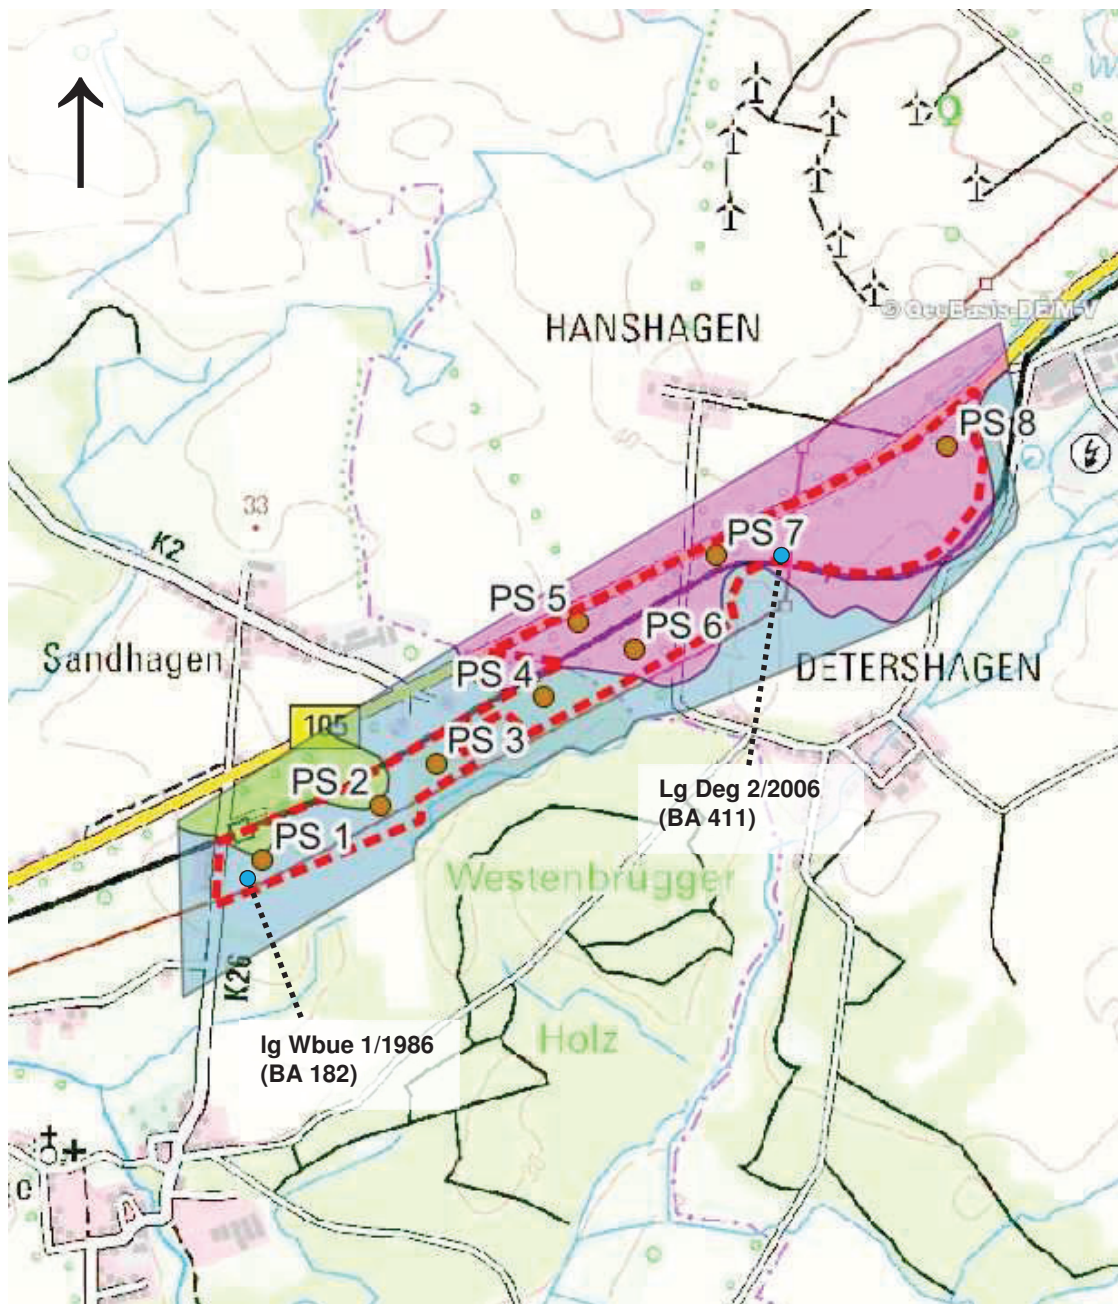 W
Q
© GeoBasis-DE/M-V
HANSHAGEN
40
PS 8
33
K2
PS 7
PS 5
PS 6
Sandhagen
PS 4
DETERSHAGEN
105
PS 3
PS 2
Lg Deg 2/2006
(BA 411)
PS 1
Westenbrügger
K26
Ig Wbue 1/1986
(BA 182)
Holz
c